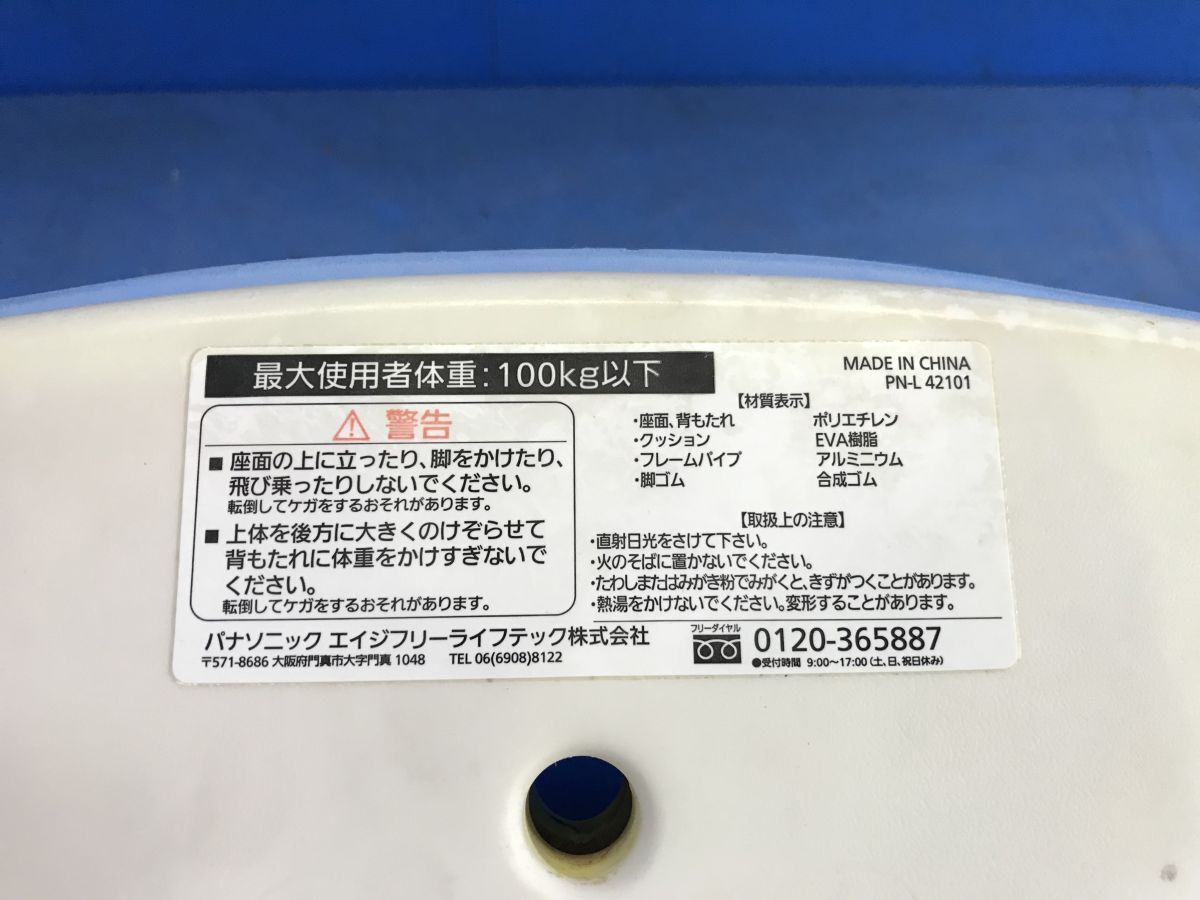 最大使用者体重:100kg以下
MADE IN CHINA
PN-L 42101
⚠ 警告
■ 座面の上に立ったり、脚をかけたり、
飛び乗ったりしないでください。
転倒してケガをするおそれがあります。
■ 上体を後方に大きくのけぞらせて
背もたれに体重をかけすぎないで
ください。
転倒してケガをするおそれがあります。
【材質表示】
・座面、背もたれ ポリエチレン
・クッション EVA樹脂
・フレームパイプ アルミニウム
・脚ゴム 合成ゴム
【取扱上の注意】
・直射日光をさけて下さい。
・火のそばに置かないでください。
・たわしまたはみがき粉でみがくと、きずがつくことがあります。
・熱湯をかけないでください。変形することがあります。
パナソニック エイジフリーライフテック株式会社
〒571-8686 大阪府門真市大字門真 1048 TEL 06(6908)8122
フリーダイヤル
0120-365887
●受付時間 9:00〜17:00(土、日、祝日休み)